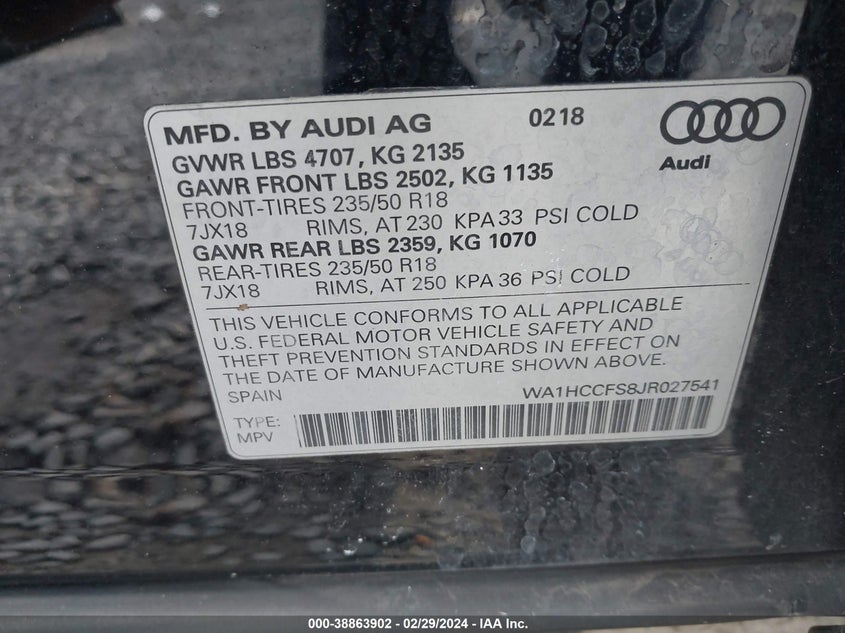 MFD. BY AUDI AG 0218
Audi
GVWR LBS 4707, KG 2135
GAWR FRONT LBS 2502, KG 1135
FRONT-TIRES 235/50 R18
7JX18 RIMS, AT 230 KPA 33 PSI COLD
GAWR REAR LBS 2359, KG 1070
REAR-TIRES 235/50 R18
7JX18 RIMS, AT 250 KPA 36 PSI COLD
THIS VEHICLE CONFORMS TO ALL APPLICABLE
U.S. FEDERAL MOTOR VEHICLE SAFETY AND
THEFT PREVENTION STANDARDS IN EFFECT ON
THE DATE OF MANUFACTURE SHOWN ABOVE.
SPAIN WA1HCCFS8JR027541
TYPE:
MPV
000-38863902 - 02/29/2024 - IAA Inc.